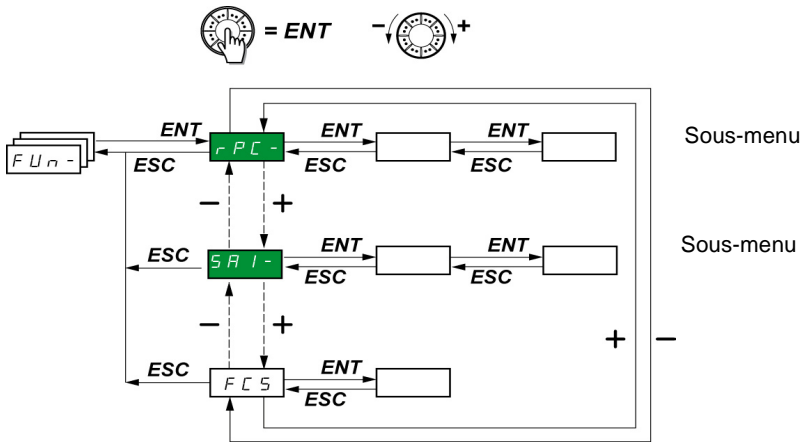 = ENT
- +
ENT ENT ENT
FUn- rPC- Sous-menu
ESC ESC ESC
- +
ENT ENT
ESC SAI- Sous-menu
ESC ESC
- + + -
ESC ENT
FCS
ESC